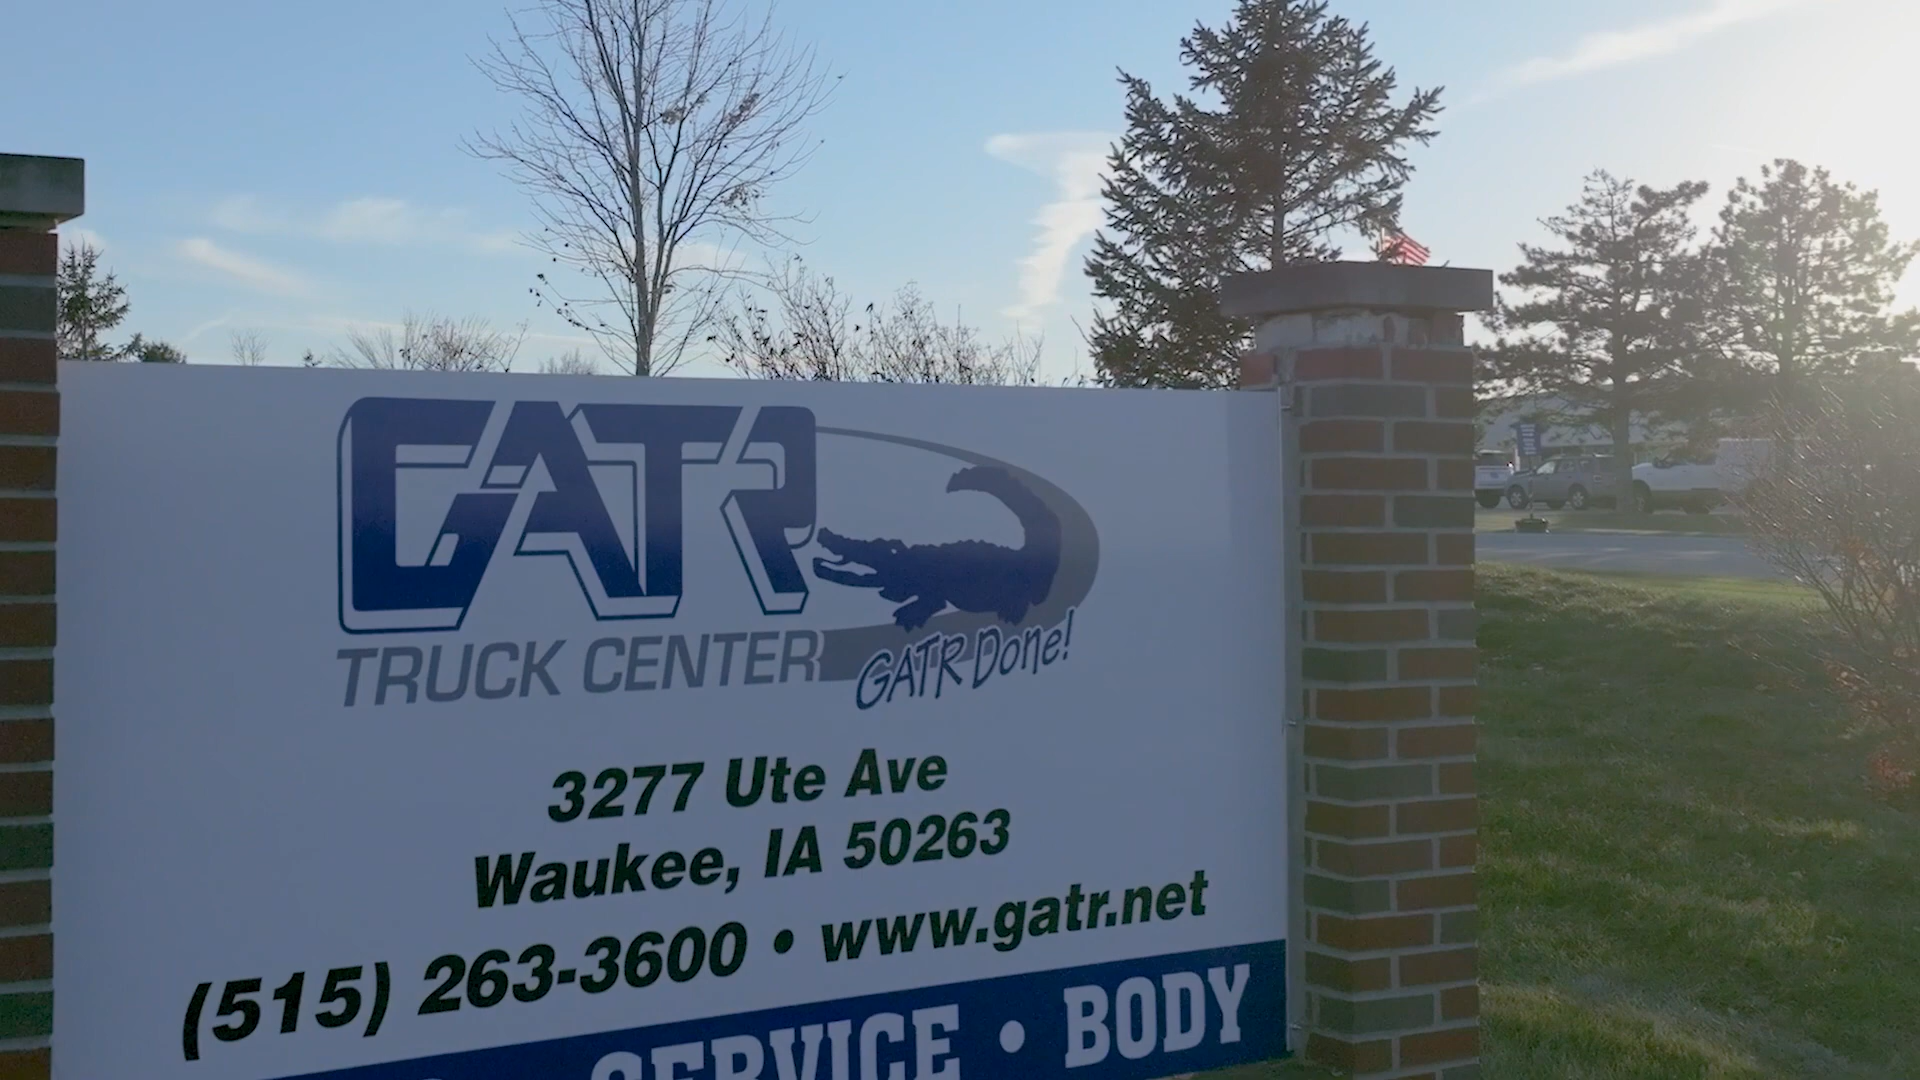 GATR
TRUCK CENTER
GATR Done!
3277 Ute Ave
Waukee, IA 50263
(515) 263-3600 • www.gatr.net
SERVICE • BODY